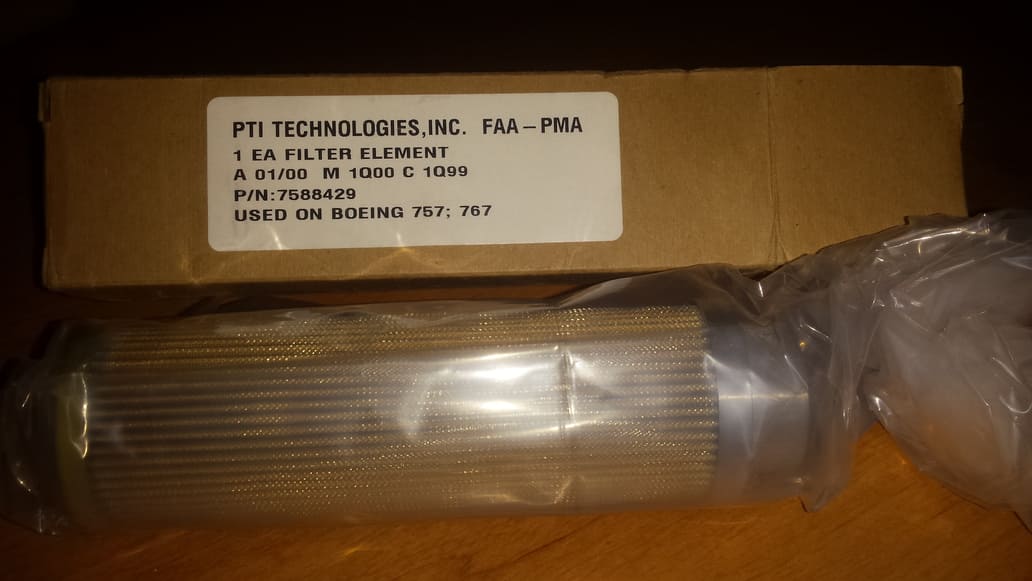 PTI TECHNOLOGIES,INC. FAA-PMA
1 EA FILTER ELEMENT
A 01/00 M 1Q00 C 1Q99
P/N:7588429
USED ON BOEING 757; 767